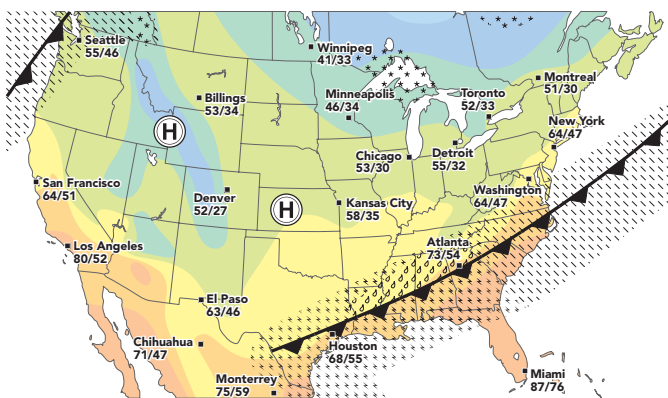 Seattle
55/46
Winnipeg
41/33
Billings
53/34
Minneapolis
46/34
Toronto
52/33
Montreal
51/30
New York
64/47
H
Chicago
53/30
Detroit
55/32
San Francisco
64/51
Denver
52/27
H
Kansas City
58/35
Washington
64/47
Los Angeles
80/52
Atlanta
73/54
El Paso
63/46
Chihuahua
71/47
Houston
68/55
Monterrey
75/59
Miami
87/76